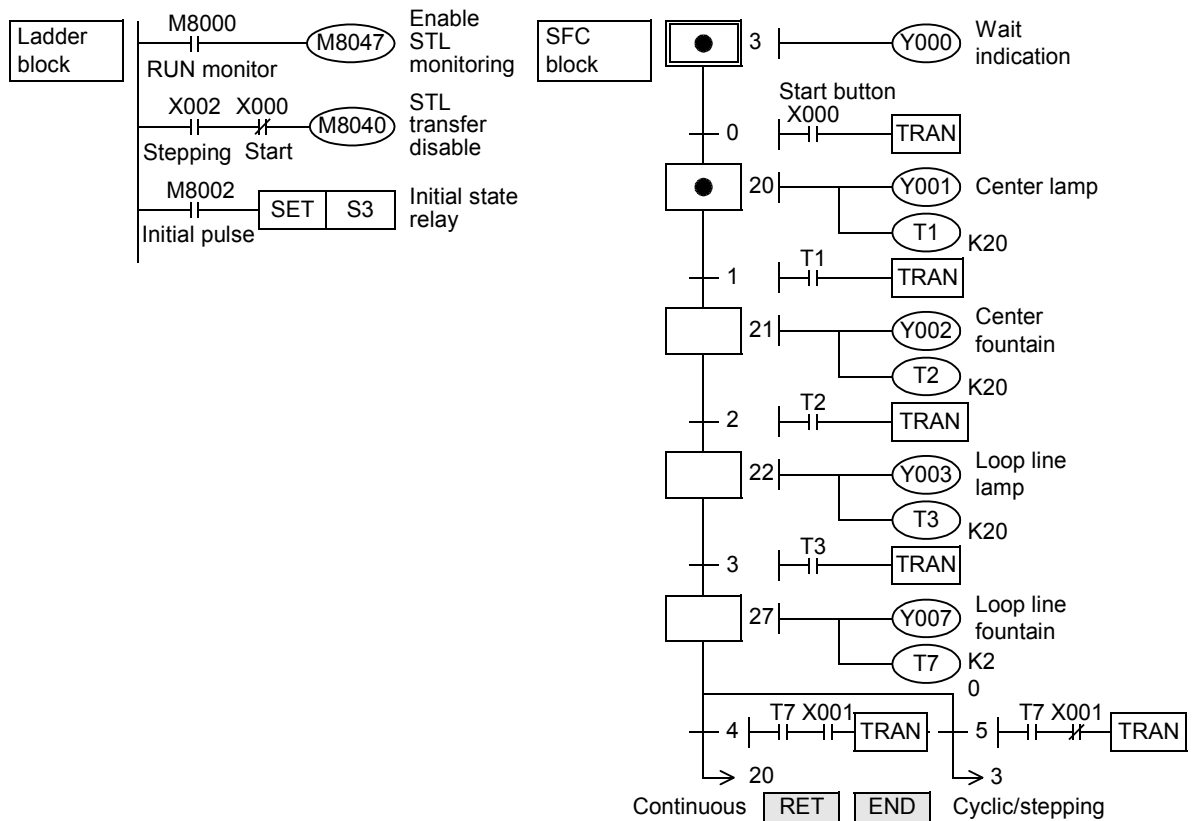 Ladder
block
M8000
M8047
Enable
STL
monitoring
RUN monitor
X002 X000
M8040
STL
transfer
disable
Stepping Start
M8002
SET S3
Initial state
relay
Initial pulse
SFC
block
3
Y000
Wait
indication
Start button
X000
0
TRAN
20
Y001
Center lamp
T1
K20
T1
1
TRAN
21
Y002
Center
fountain
T2
K20
T2
2
TRAN
22
Y003
Loop line
lamp
T3
K20
T3
3
TRAN
27
Y007
Loop line
fountain
T7
K2
0
T7 X001
4
TRAN
T7 X001
5
TRAN
20
3
Continuous
RET
END
Cyclic/stepping